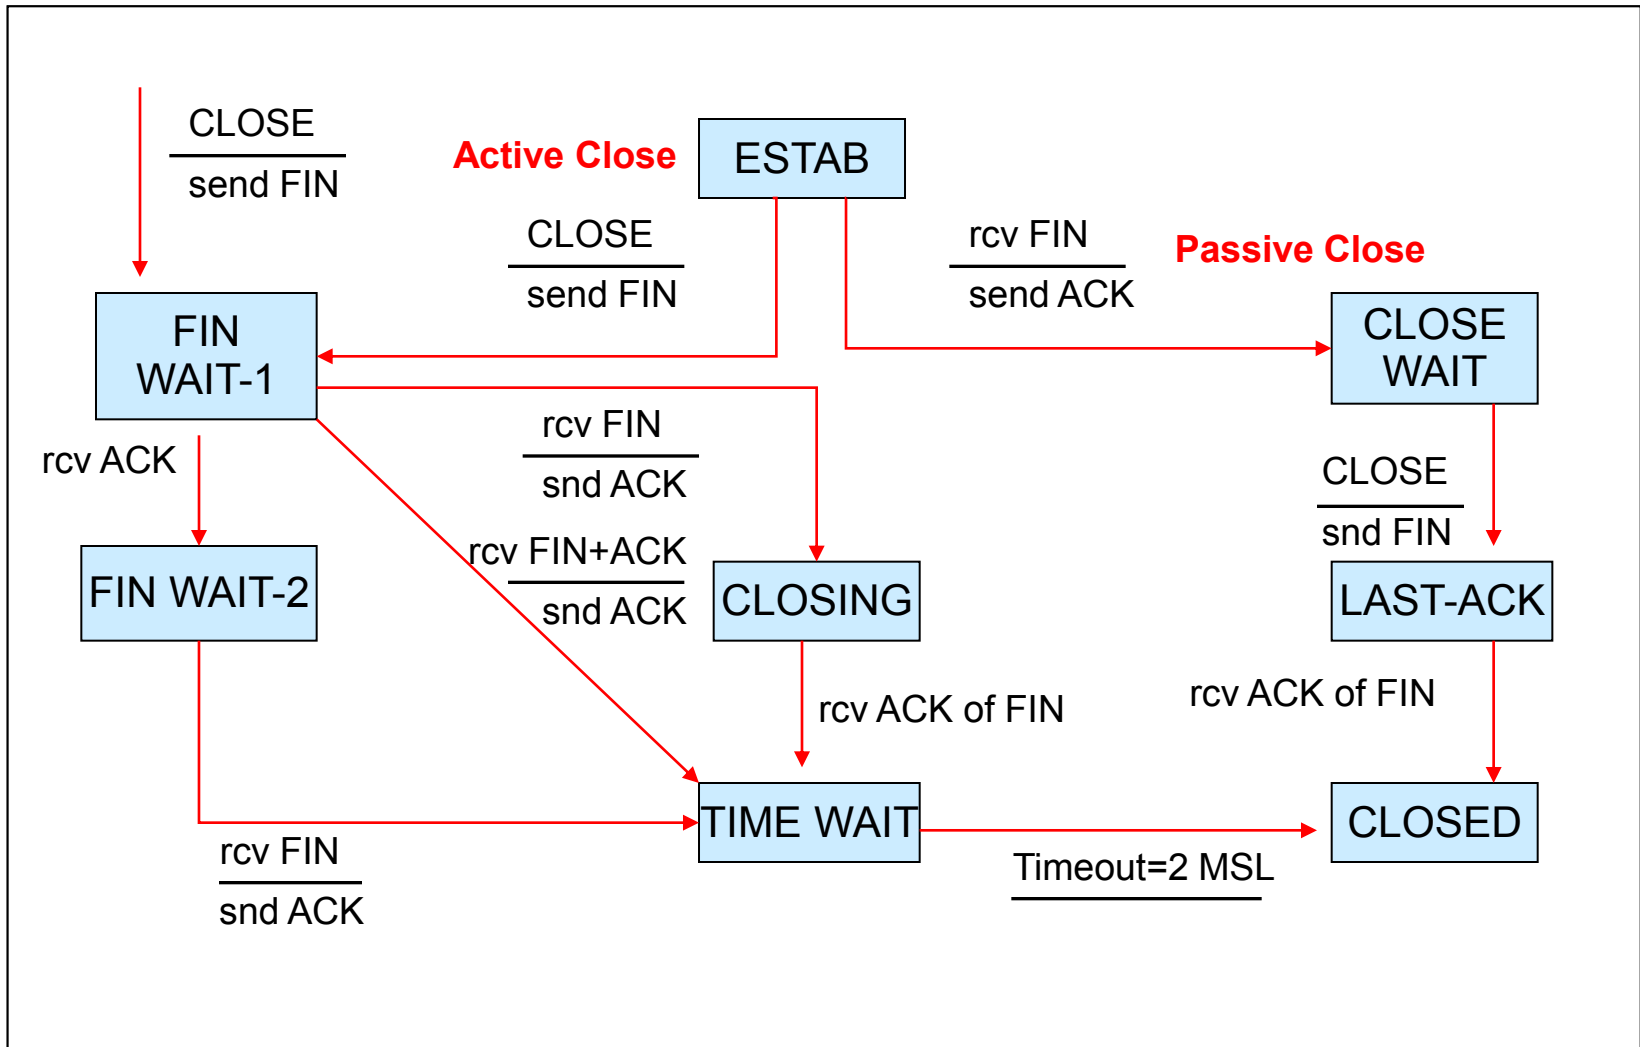 CLOSE
send FIN
Active Close
ESTAB
CLOSE
send FIN
rcv FIN
send ACK
Passive Close
FIN
WAIT-1
CLOSE
WAIT
rcv ACK
rcv FIN
snd ACK
CLOSE
snd FIN
rcv FIN+ACK
snd ACK
FIN WAIT-2
CLOSING
LAST-ACK
rcv ACK of FIN
rcv ACK of FIN
TIME WAIT
CLOSED
rcv FIN
snd ACK
Timeout=2 MSL